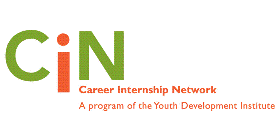 CiN
Career Internship Network
A program of the Youth Development Institute